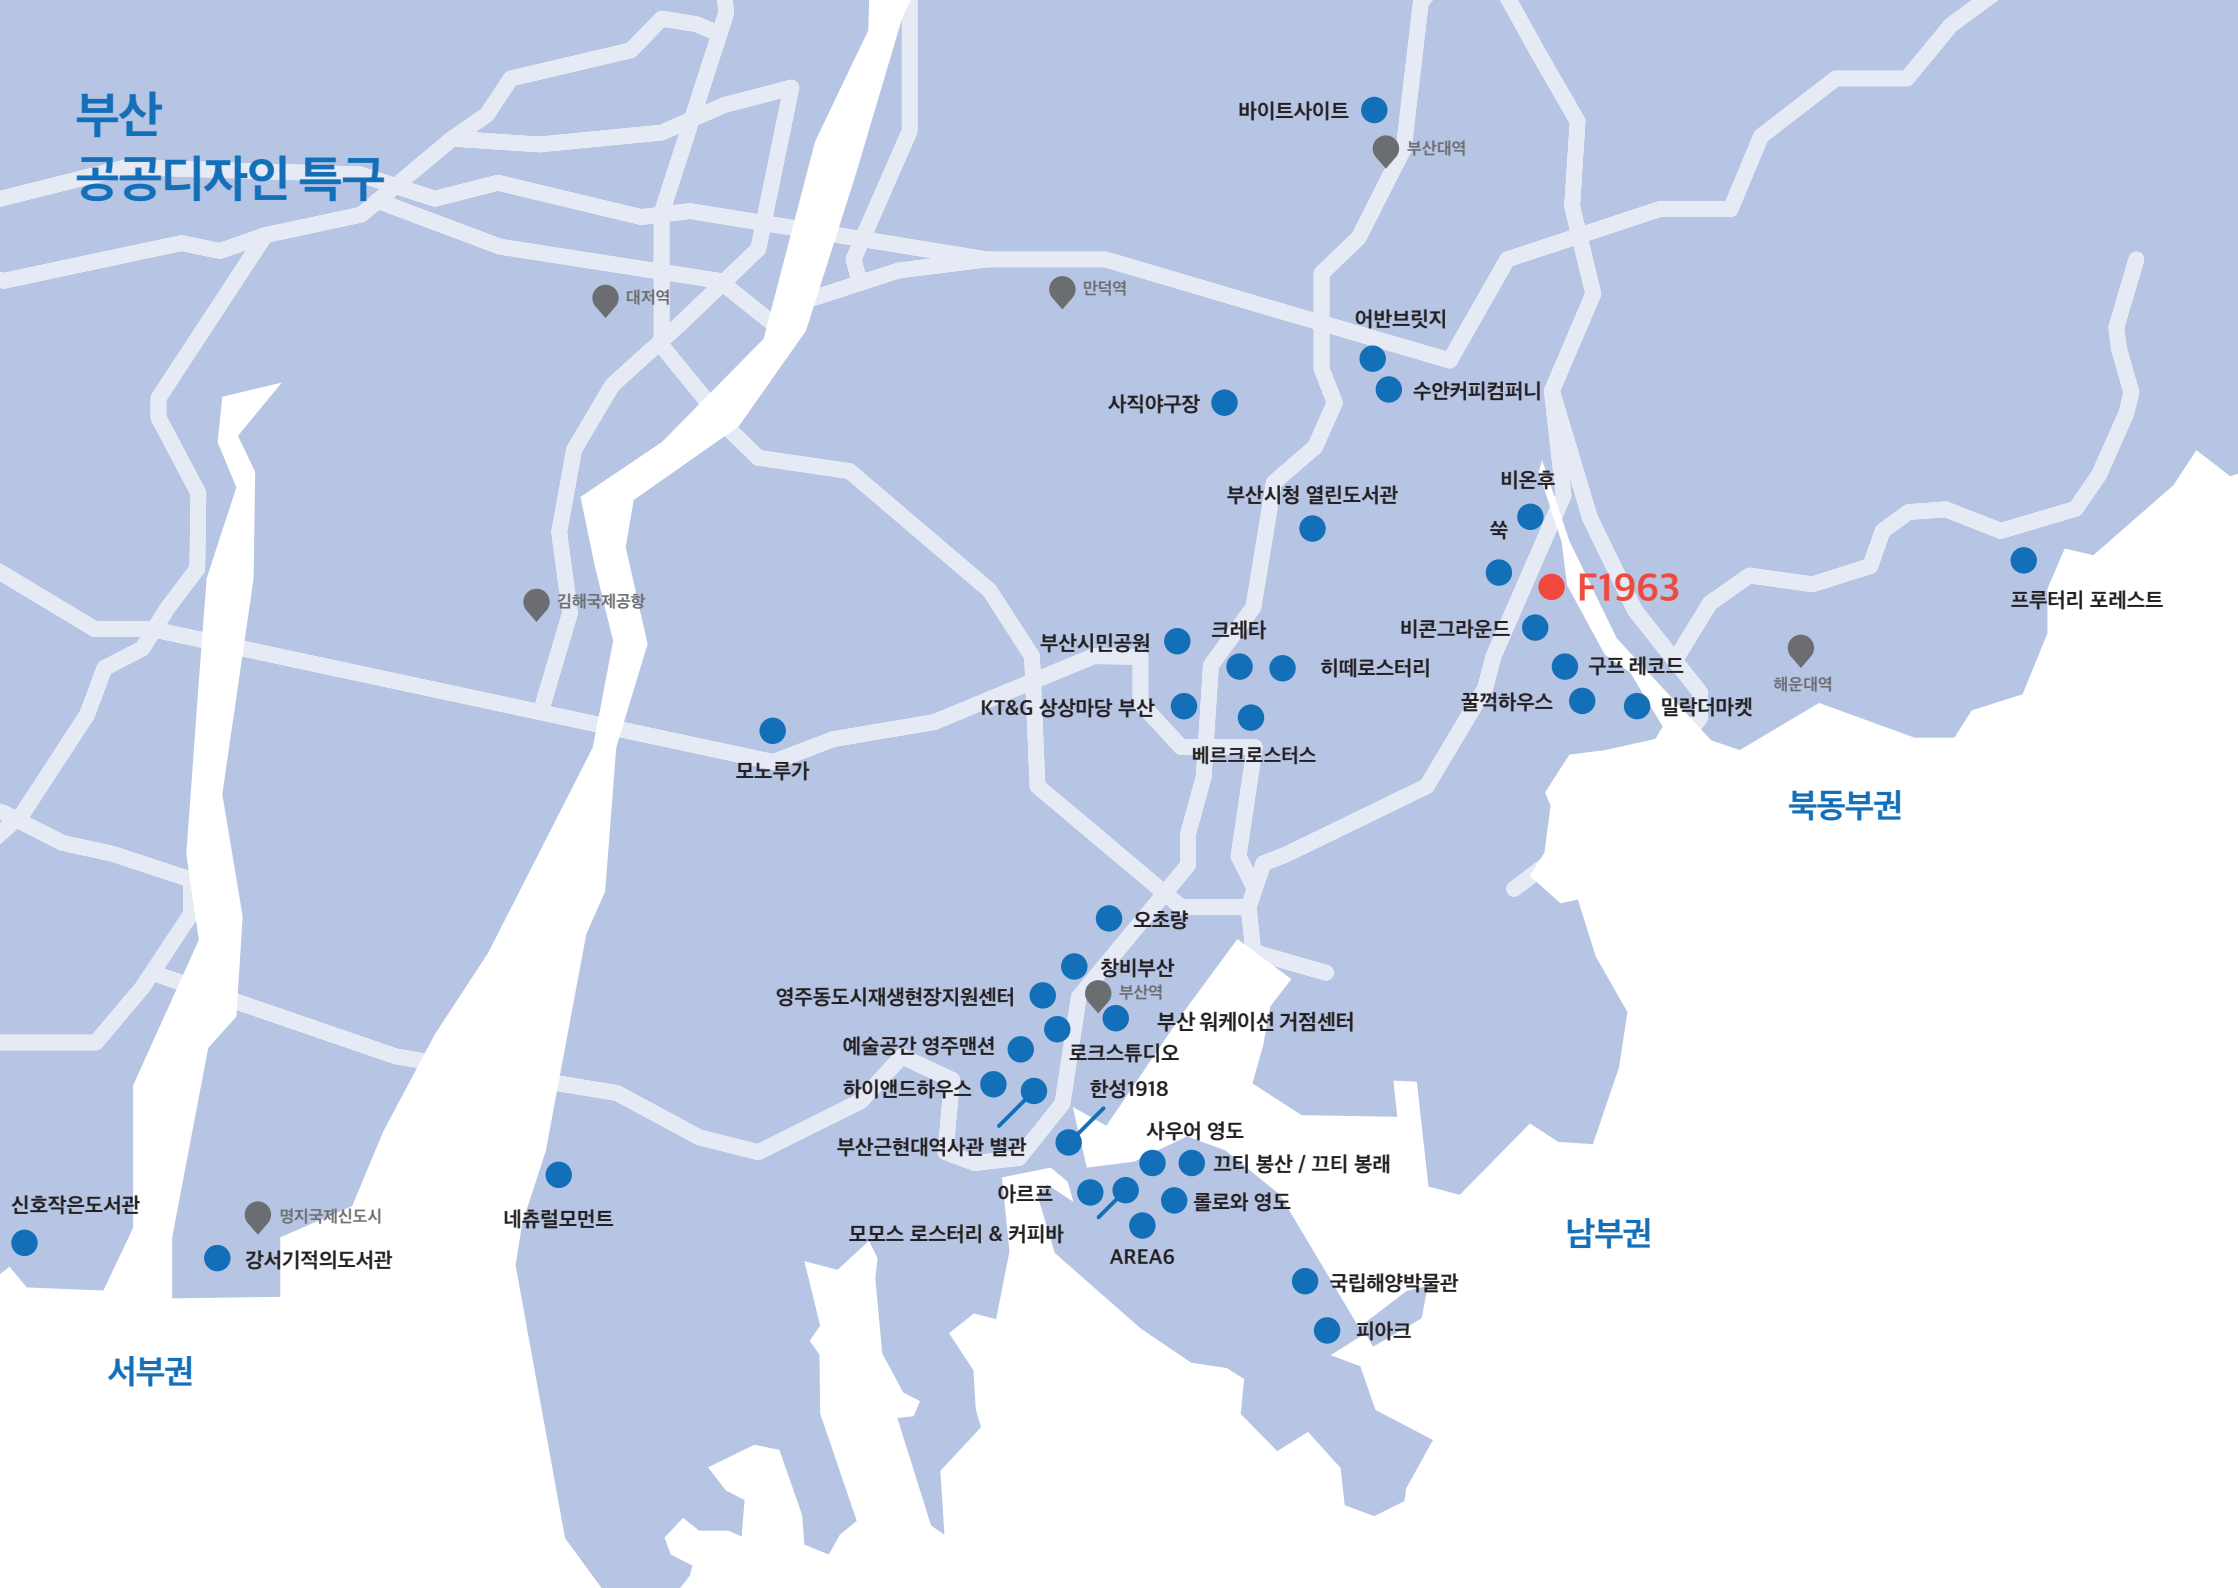 부산
공공디자인 특구
바이트사이트
부산대역
대저역
만덕역
어반브릿지
수안커피컴퍼니
사직야구장
비온후
부산시청 열린도서관
쑥
F1963
김해국제공항
프루터리 포레스트
크레타
비콘그라운드
부산시민공원
히떼로스터리
구프 레코드
해운대역
꿀꺽하우스
밀락더마켓
KT&G 상상마당 부산
베르크로스터스
모노루가
북동부권
오초량
창비부산
부산역
영주동도시재생현장지원센터
부산 워케이션 거점센터
예술공간 영주맨션
로크스튜디오
하이앤드하우스
한성1918
사우어 영도
부산근현대역사관 별관
끄티 봉산 / 끄티 봉래
아르프
롤로와 영도
신호작은도서관
명지국제신도시
네츄럴모먼트
모모스 로스터리 & 커피바
남부권
AREA6
강서기적의도서관
국립해양박물관
피아크
서부권